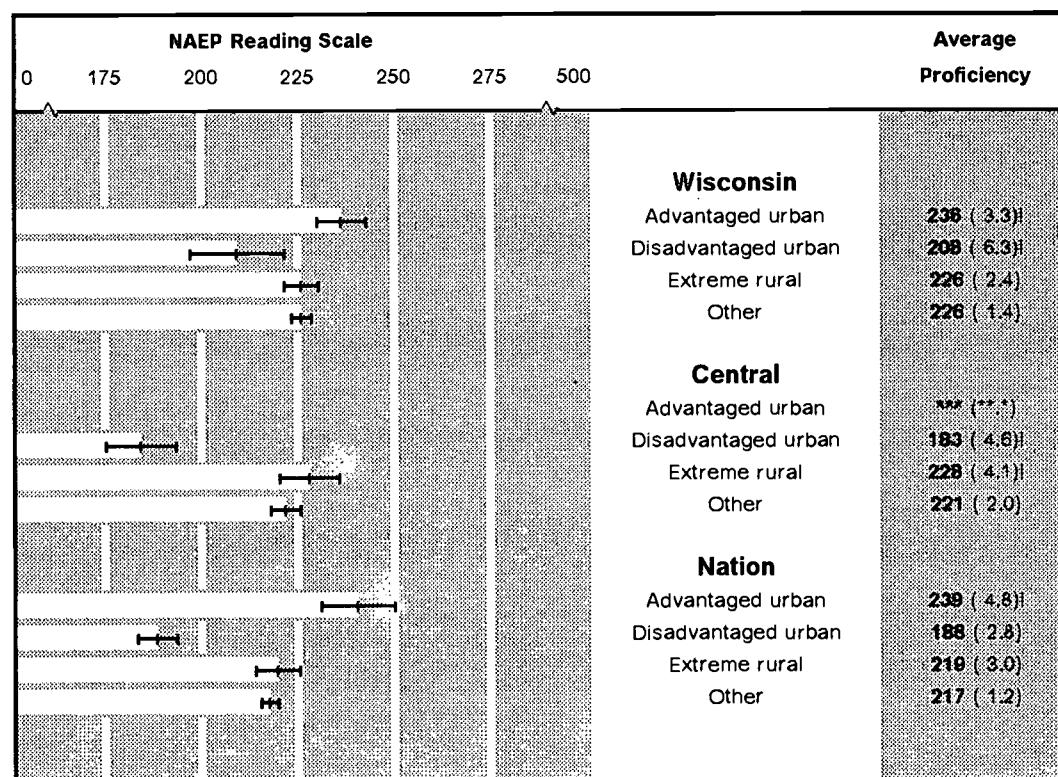 NAEP Reading Scale
Average
0 175 200 225 250 275 500
Proficiency
Wisconsin
Advantaged urban 236 ( 3.3)!
Disadvantaged urban 208 ( 6.3)!
Extreme rural 226 ( 2.4)
Other 226 ( 1.4)
Central
Advantaged urban *** (**.*)
Disadvantaged urban 183 ( 4.6)!
Extreme rural 228 ( 4.1)!
Other 221 ( 2.0)
Nation
Advantaged urban 239 ( 4.8)!
Disadvantaged urban 188 ( 2.8)
Extreme rural 219 ( 3.0)
Other 217 ( 1.2)